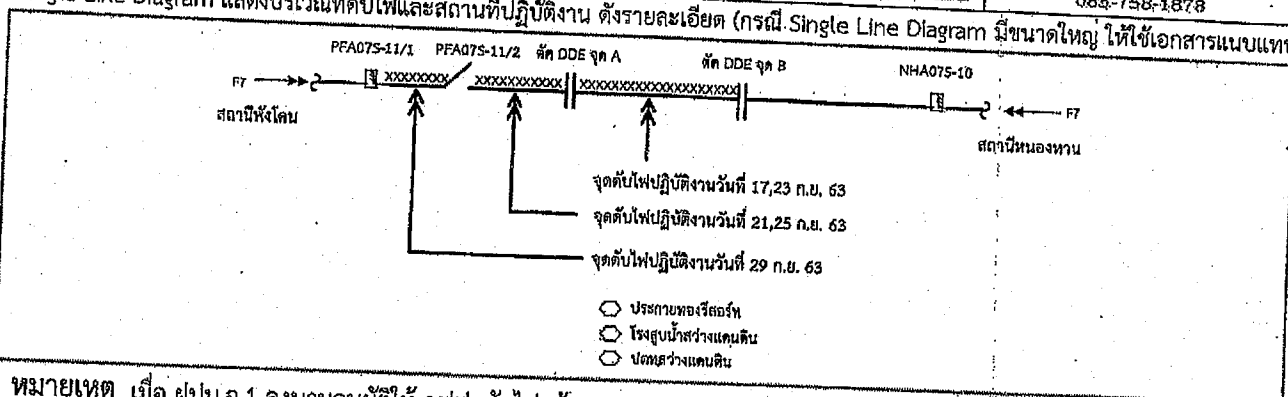 Single Line Diagram แสดงบริเวณที่ดับไฟและสถานที่ปฏิบัติงาน ดังรายละเอียด (กรณี Single Line Diagram มีขนาดใหญ่ ให้ใช้เอกสารแนบแทน
083-758-1878
PFA07S-11/1 PFA07S-11/2 ตัด DDE จุด A ตัด DDE จุด B NHA07S-10
F7 xxxxxxxx xxxxxxxxxxx xxxxxxxxxxxxxxxxxxxx F7
สถานีหังโคน สถานีหนองหาน
จุดดับไฟปฏิบัติงานวันที่ 17,23 ก.ย. 63
จุดดับไฟปฏิบัติงานวันที่ 21,25 ก.ย. 63
จุดดับไฟปฏิบัติงานวันที่ 29 ก.ย. 63
ประกายทองรีสอร์ท
โรงสูบน้ำสว่างแดนดิน
ปตทสว่างแดนดิน
หมายเหตุ เมื่อ